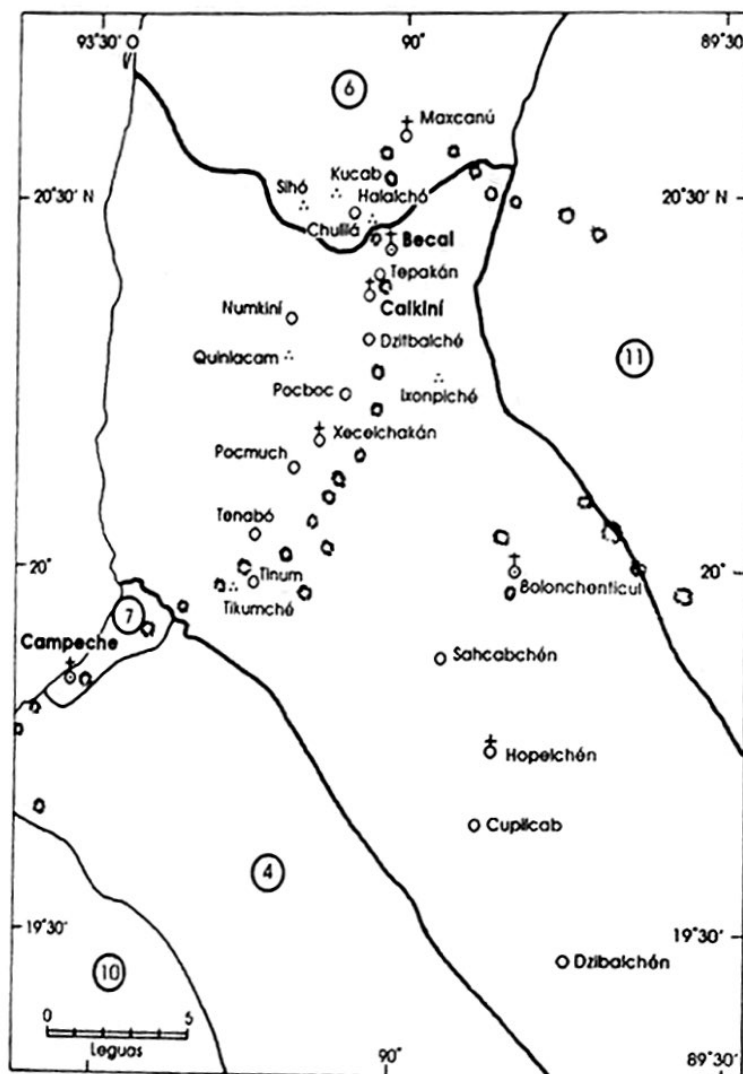 93°30'
90°
89°30'
6
Maxcanú
Kucab
Sihó
Halalchó
20°30' N
20°30' N
Chulilá
Becal
Tepakán
Calkiní
Numkiní
Dzitbalché
Quinlacam
11
Ixonpiché
Pocboc
Xecelchakán
Pocmuch
Tenabó
20°
Tinum
20°
Bolonchenticul
Tikumché
7
Campeche
Sahcabchén
Hopelchén
Cupilcab
4
19°30'
19°30'
Dzibalchén
10
0 5
Leguas
90°
89°30'